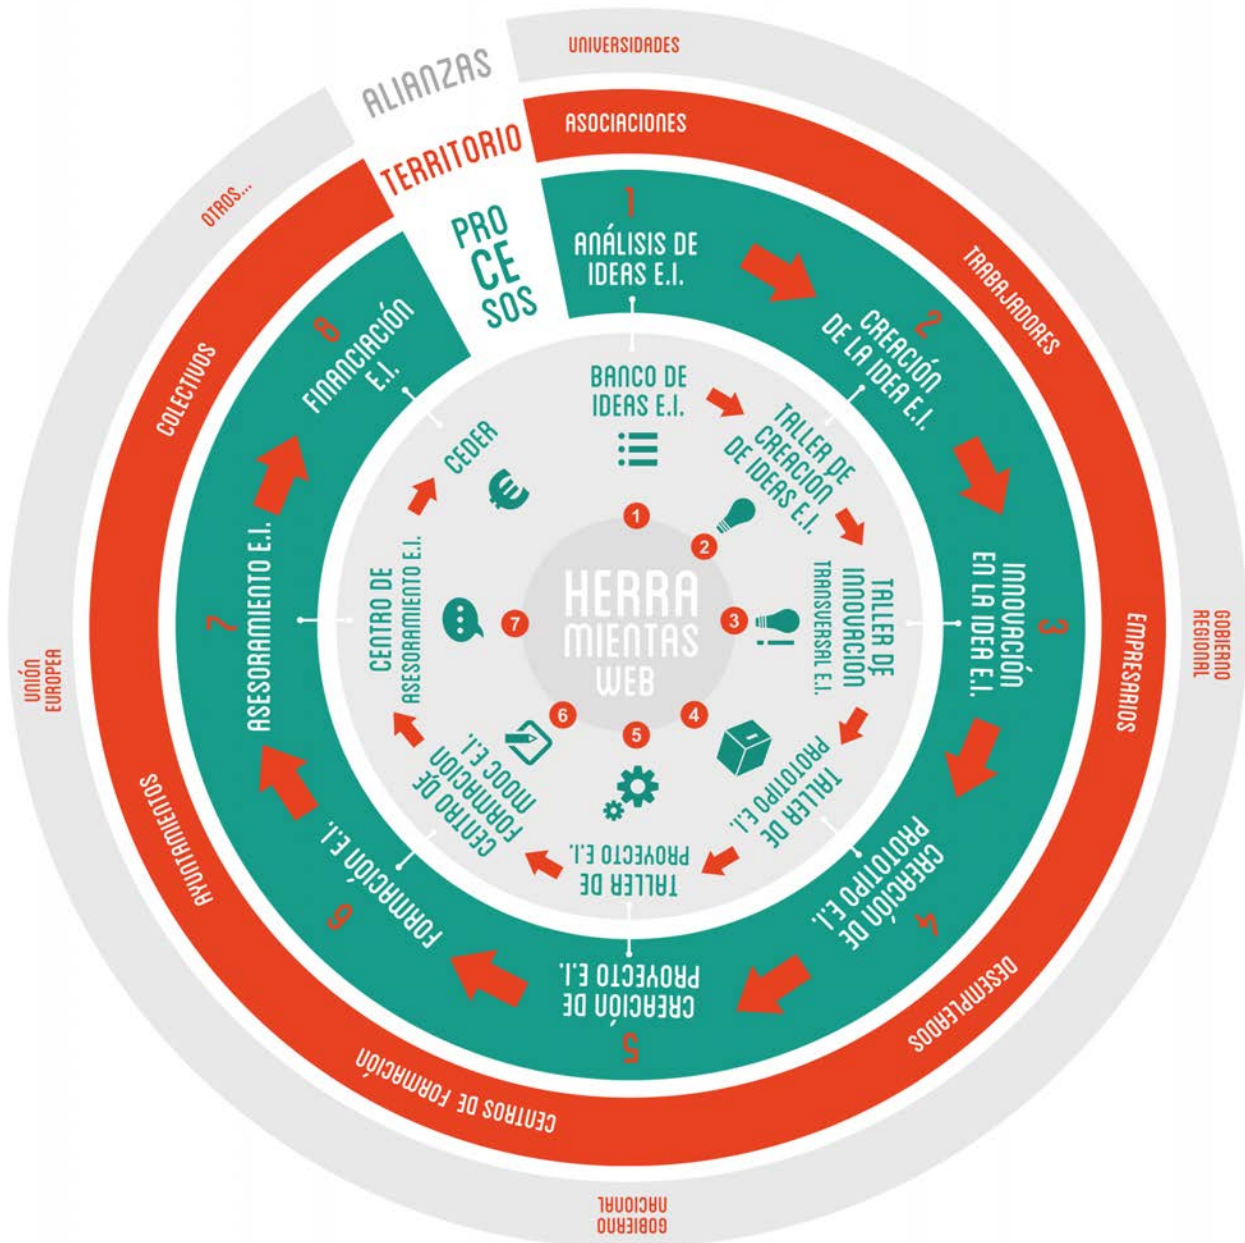 ALIANZAS
UNIVERSIDADES
GOBIERNO
REGIONAL
GOBIERNO
NACIONAL
UNIÓN
EUROPEA
OTROS...
TERRITORIO
ASOCIACIONES
TRABAJADORES
EMPRESARIOS
DESEMPLEADOS
CENTROS DE FORMACIÓN
AYUNTAMIENTOS
COLECTIVOS
PRO
CE
SOS
1
ANÁLISIS DE
IDEAS E.I.
2
CREACIÓN
DE LA IDEA E.I.
3
INNOVACIÓN
EN LA IDEA E.I.
4
CREACIÓN DE
PROTOTIPO E.I.
5
CREACIÓN DE
PROYECTO E.I.
6
FORMACIÓN E.I.
7
ASESORAMIENTO E.I.
8
FINANCIACIÓN
E.I.
BANCO DE
IDEAS E.I.
TALLER DE
CREACIÓN
DE IDEAS E.I.
TALLER DE
INNOVACIÓN
TRANSVERSAL E.I.
TALLER DE
PROTOTIPO E.I.
TALLER DE
PROYECTO E.I.
CENTRO DE
FORMACIÓN
MOOC E.I.
CENTRO DE
ASESORAMIENTO E.I.
CEDER
€
1
2
3
4
5
6
7
HERRA
MIENTAS
WEB